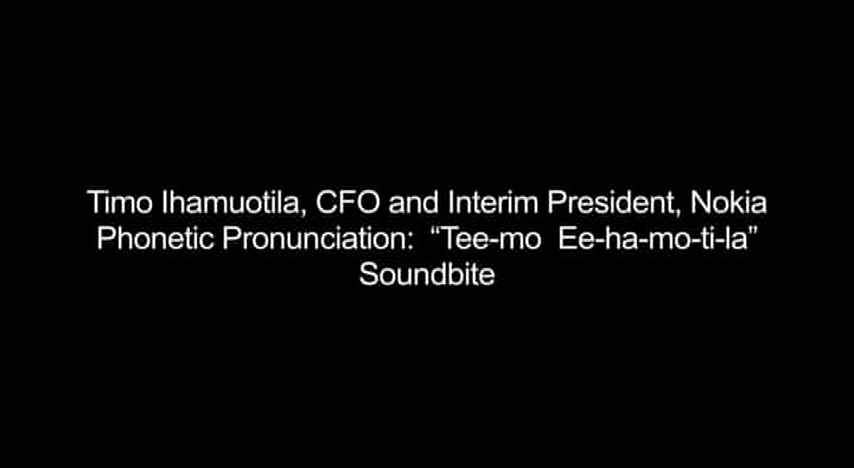 Timo Ihamuotila, CFO and Interim President, Nokia
Phonetic Pronunciation:  “Tee-mo  Ee-ha-mo-ti-la”
Soundbite